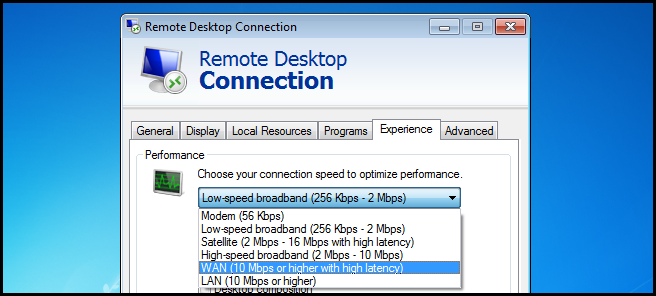 Remote Desktop Connection
Remote Desktop
Connection
General Display Local Resources Programs Experience Advanced
Performance
Choose your connection speed to optimize performance.
Low-speed broadband (256 Kbps - 2 Mbps)
Modem (56 Kbps)
Low-speed broadband (256 Kbps - 2 Mbps)
Satellite (2 Mbps - 16 Mbps with high latency)
High-speed broadband (2 Mbps - 10 Mbps)
WAN (10 Mbps or higher with high latency)
LAN (10 Mbps or higher)
Desktop composition